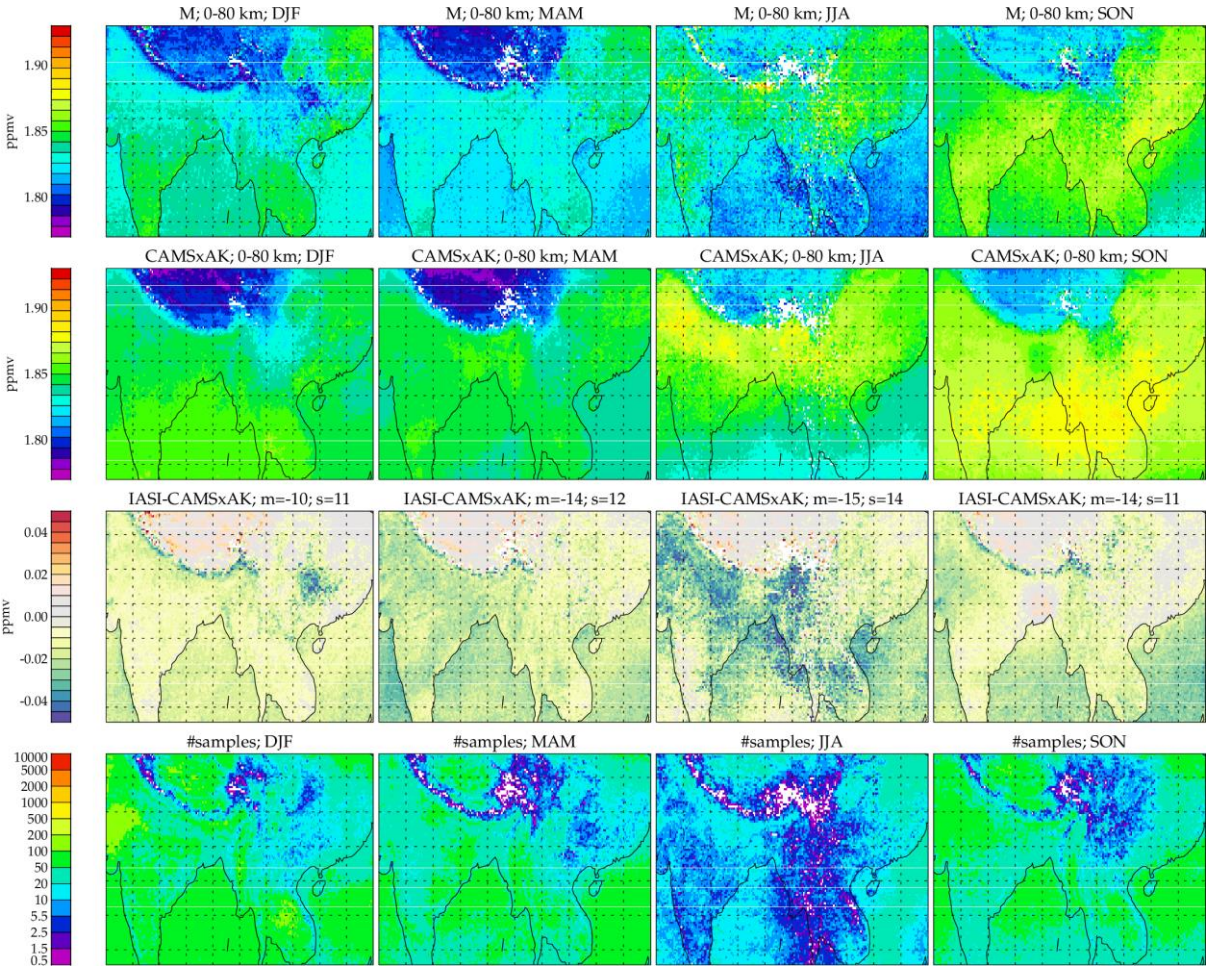 M; 0-80 km; DJF
M; 0-80 km; MAM
M; 0-80 km; JJA
M; 0-80 km; SON
1.90
1.85
1.80
ppmv
CAMSxAK; 0-80 km; DJF
CAMSxAK; 0-80 km; MAM
CAMSxAK; 0-80 km; JJA
CAMSxAK; 0-80 km; SON
1.90
1.85
1.80
ppmv
IASI-CAMSxAK; m=-10; s=11
IASI-CAMSxAK; m=-14; s=12
IASI-CAMSxAK; m=-15; s=14
IASI-CAMSxAK; m=-14; s=11
0.04
0.02
0.00
-0.02
-0.04
ppmv
#samples; DJF
#samples; MAM
#samples; JJA
#samples; SON
10000
5000
2000
1000
500
200
100
50
20
10
5.5
2.5
1.5
0.5